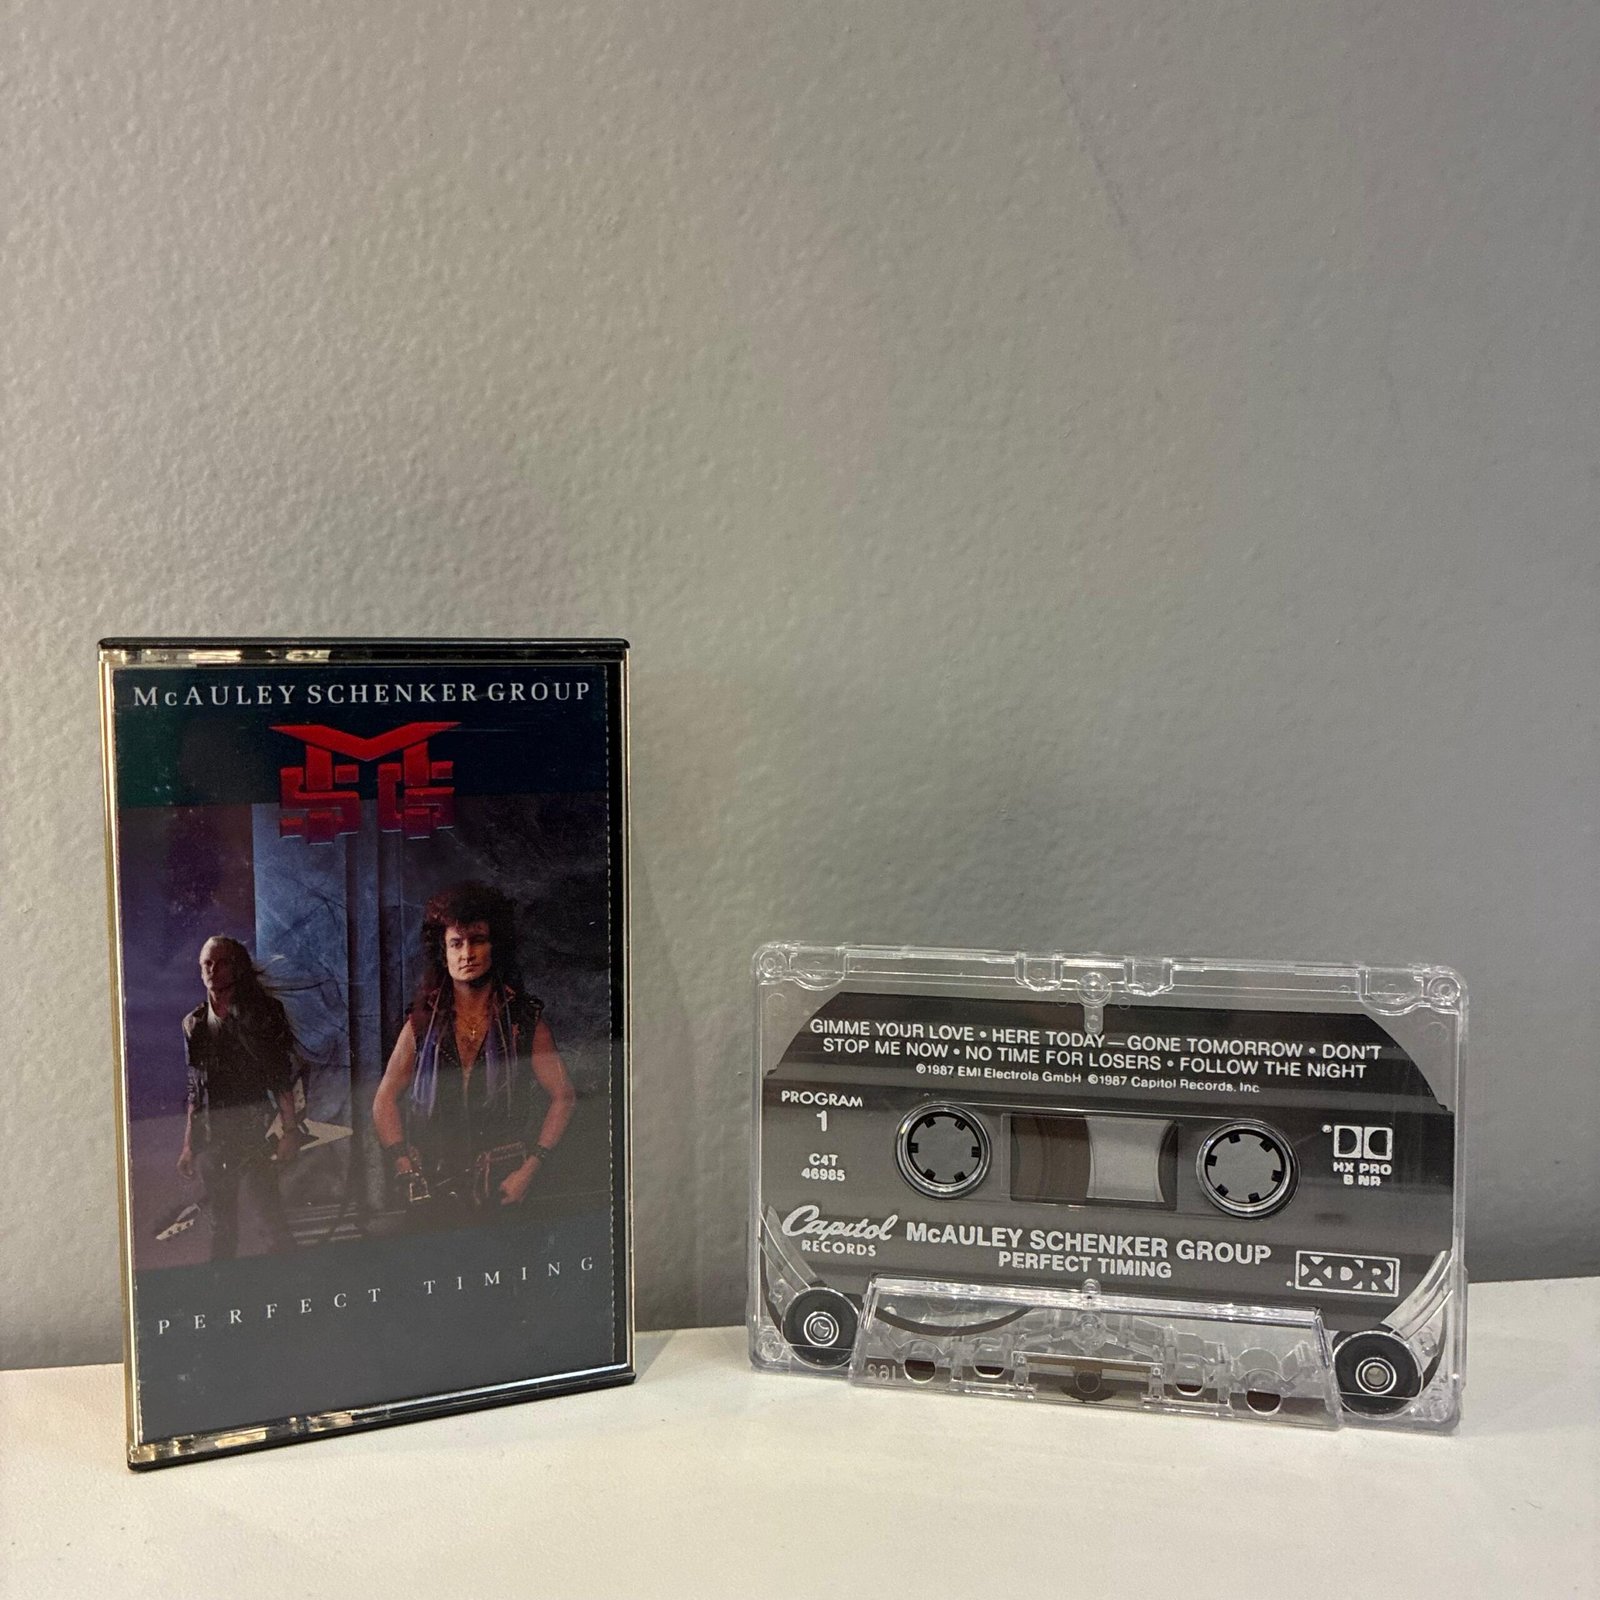 McAULEY SCHENKER GROUP
MSG
PERFECT TIMING
GIMME YOUR LOVE • HERE TODAY—GONE TOMORROW • DON'T
STOP ME NOW • NO TIME FOR LOSERS • FOLLOW THE NIGHT
℗1987 EMI Electrola GmbH ©1987 Capitol Records, Inc
PROGRAM
1
C4T
46985
HX PRO
B NR
Capitol
RECORDS
McAULEY SCHENKER GROUP
PERFECT TIMING
XDR